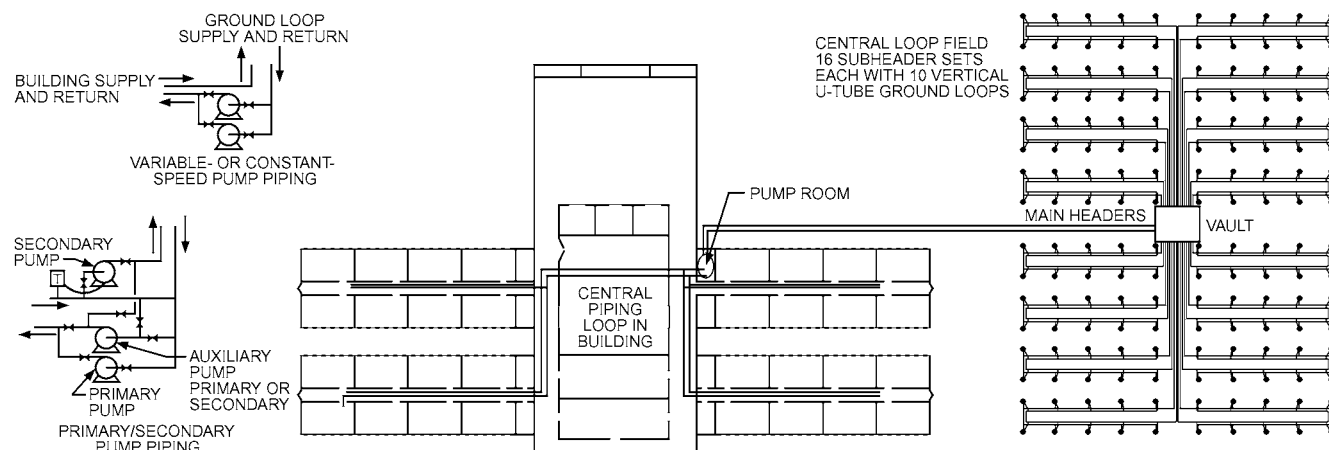 GROUND LOOP
SUPPLY AND RETURN
BUILDING SUPPLY
AND RETURN
VARIABLE- OR CONSTANT-
SPEED PUMP PIPING
SECONDARY
PUMP
T
AUXILIARY
PUMP
PRIMARY OR
SECONDARY
PRIMARY
PUMP
PRIMARY/SECONDARY
PUMP PIPING
CENTRAL
PIPING
LOOP IN
BUILDING
PUMP ROOM
CENTRAL LOOP FIELD
16 SUBHEADER SETS
EACH WITH 10 VERTICAL
U-TUBE GROUND LOOPS
MAIN HEADERS
VAULT